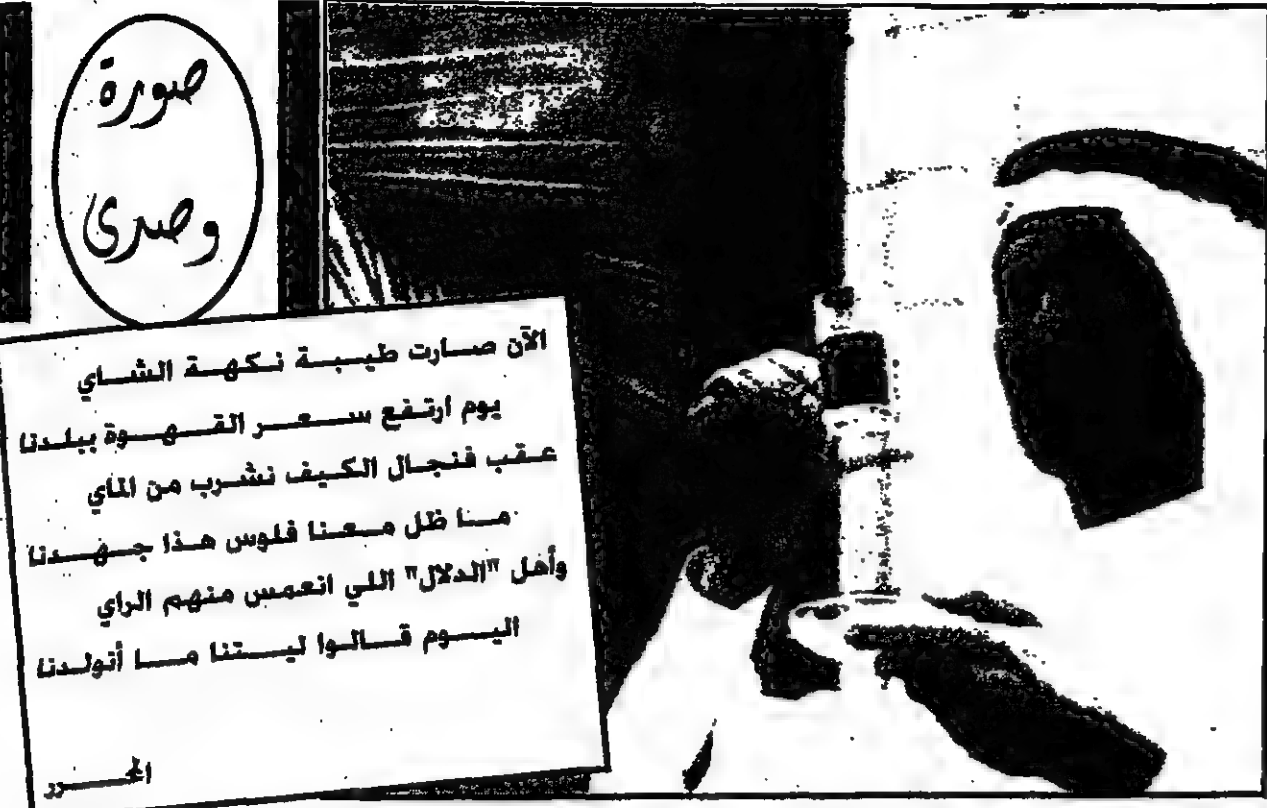 صورة
وصدى
الآن صارت طيبة نكهة الشاي
يوم ارتفع سعر القهوة ببلدنا
عقب فنجال الكيف نشرب من الماي
ما ظل معنا فلوس هذا جهدنا
وأهل "الدلال" اللي انعمس منهم الراي
اليوم قالوا ليتنا ما أتولدنا
المحرر